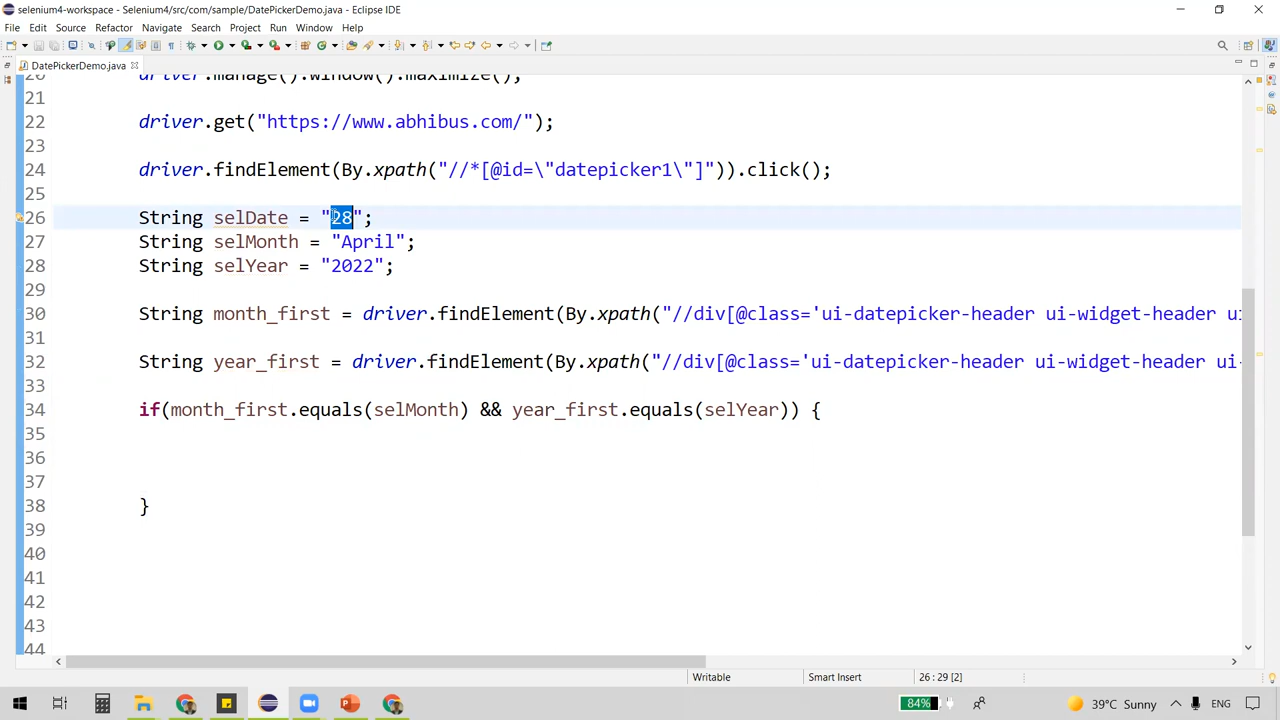 selenium4-workspace - Selenium4/src/com/sample/DatePickerDemo.java - Eclipse IDE
File Edit Source Refactor Navigate Search Project Run Window Help
DatePickerDemo.java
20 driver.manage().window().maximize();
21
22 driver.get("https://www.abhibus.com/");
23
24 driver.findElement(By.xpath("//*[@id=\"datepicker1\"]")).click();
25
26 String selDate = "28";
27 String selMonth = "April";
28 String selYear = "2022";
29
30 String month_first = driver.findElement(By.xpath("//div[@class='ui-datepicker-header ui-widget-header ui
31
32 String year_first = driver.findElement(By.xpath("//div[@class='ui-datepicker-header ui-widget-header ui-
33
34 if(month_first.equals(selMonth) && year_first.equals(selYear)) {
35
36
37
38 }
39
40
41
42
43
44
Writable Smart Insert 26 : 29 [2]
84% 39°C Sunny ENG